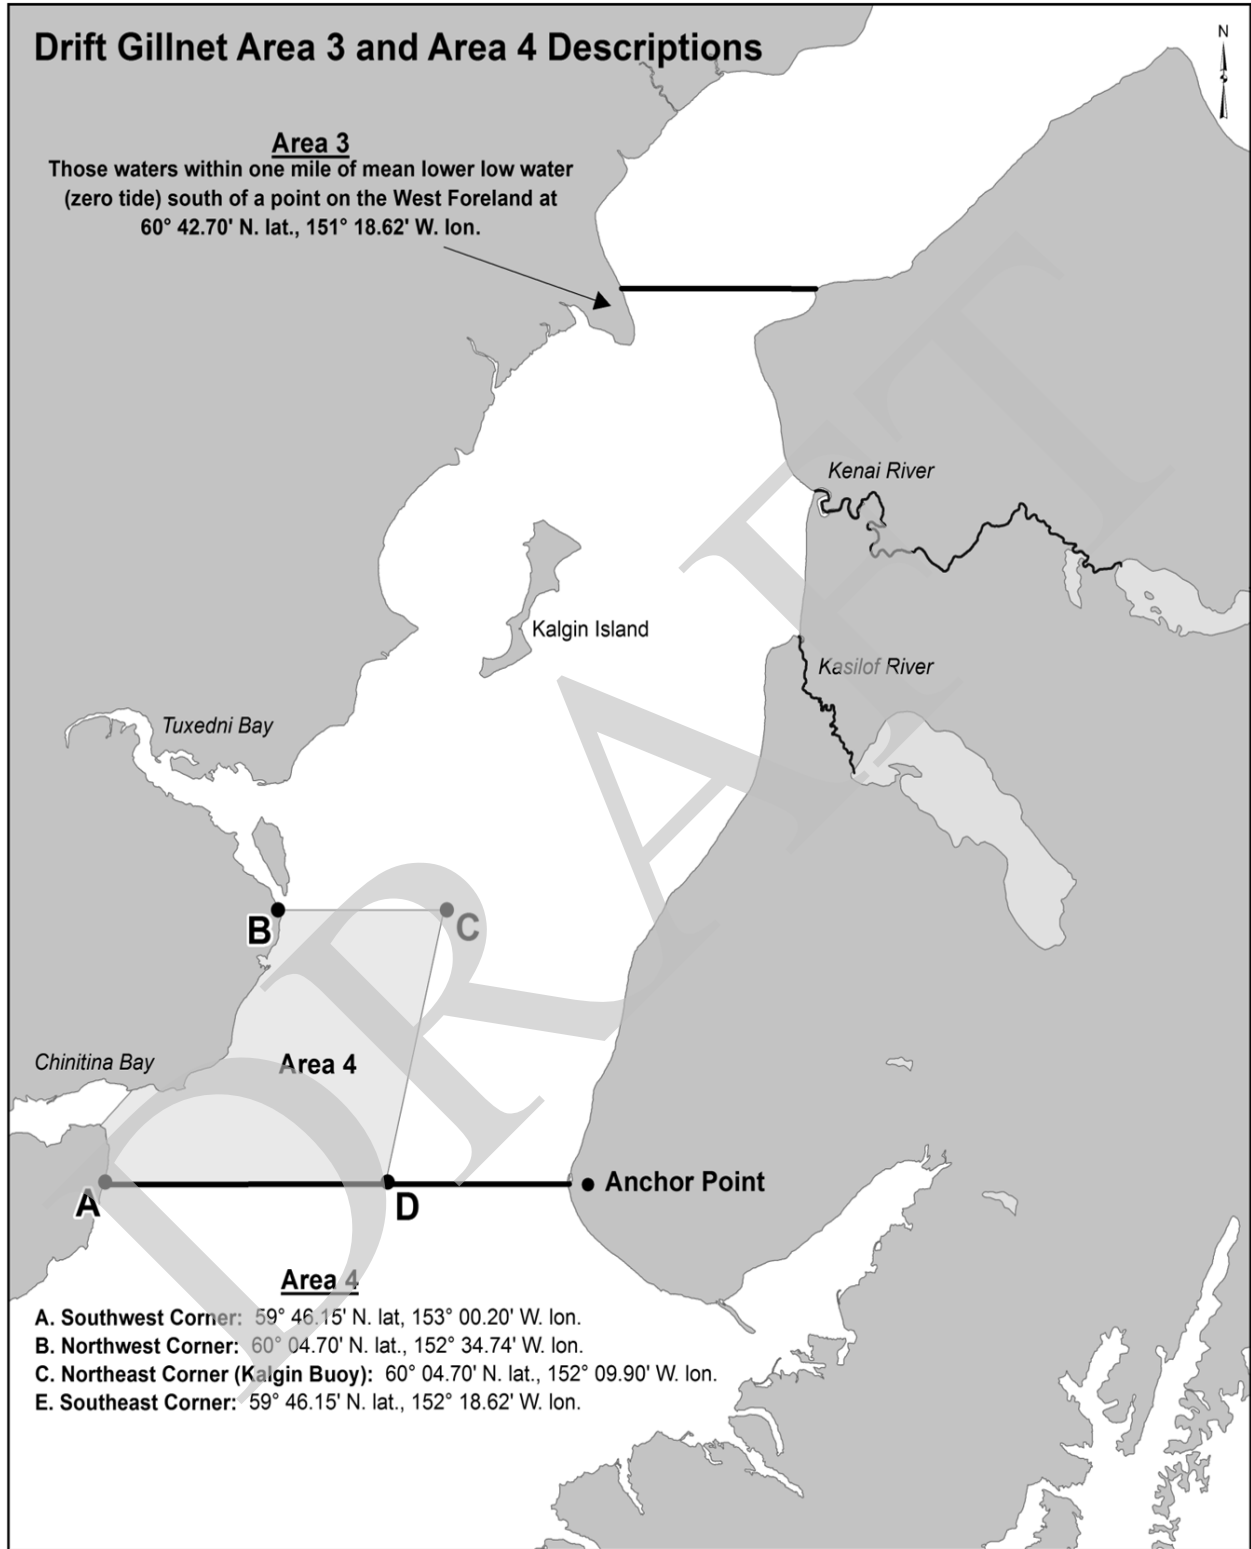 Drift Gillnet Area 3 and Area 4 Descriptions
N
Area 3
Those waters within one mile of mean lower low water
(zero tide) south of a point on the West Foreland at
60° 42.70' N. lat., 151° 18.62' W. lon.
Kenai River
Kalgin Island
Kasilof River
Tuxedni Bay
B
C
Chinitina Bay
Area 4
A
D
Anchor Point
Area 4
A. Southwest Corner: 59° 46.15' N. lat, 153° 00.20' W. lon.
B. Northwest Corner: 60° 04.70' N. lat., 152° 34.74' W. lon.
C. Northeast Corner (Kalgin Buoy): 60° 04.70' N. lat., 152° 09.90' W. lon.
E. Southeast Corner: 59° 46.15' N. lat., 152° 18.62' W. lon.
DRAFT